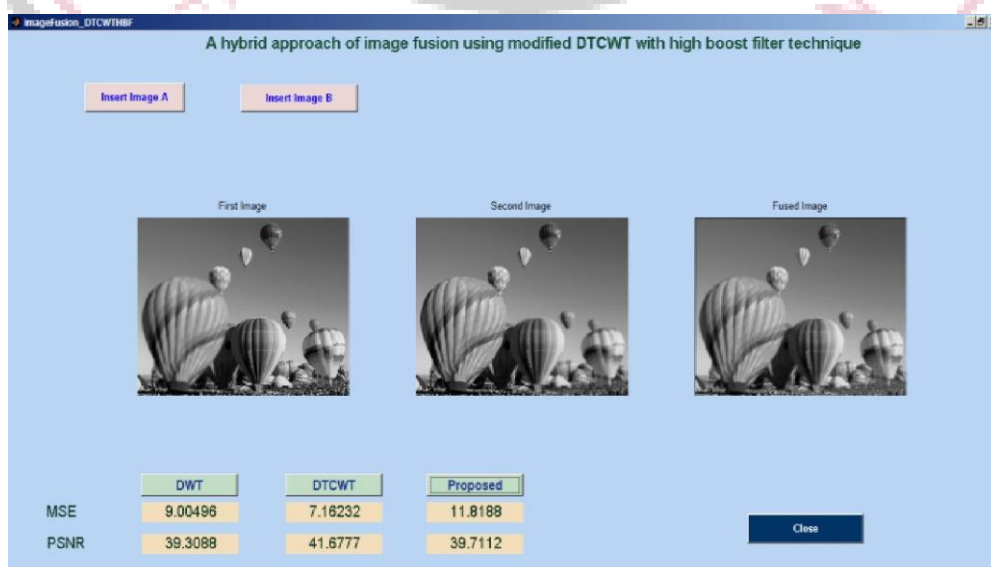 imageFusion_DTCWTHBF
A hybrid approach of image fusion using modified DTCWT with high boost filter technique
Insert Image A Insert Image B
First Image Second Image Fused Image
DWT DTCWT Proposed
MSE 9.00496 7.16232 11.8188
Close
PSNR 39.3088 41.6777 39.7112